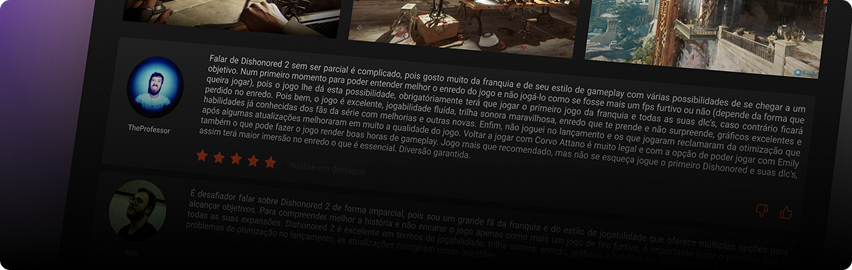 Falar de Dishonored 2 sem ser parcial é complicado, pois gosto muito da franquia e de seu estilo de gameplay com várias possibilidades de se chegar a um
objetivo. Num primeiro momento para poder entender melhor o enredo do jogo e não jogá-lo como se fosse mais um fps furtivo ou não (depende da forma que
queira jogar), pois o jogo lhe dá esta possibilidade, obrigatóriamente terá que jogar o primeiro jogo da franquia e todas as suas dlc's, caso contrário ficará
perdido no enredo. Pois bem, o jogo é excelente, jogabilidade fluída, trilha sonora maravilhosa, enredo que te prende e não surpreende, gráficos excelentes e
habilidades já conhecidas dos fãs da série com melhorias e outras novas. Enfim, não joguei no lançamento e os que jogaram reclamaram da otimização que
após algumas atualizações melhoraram em muito a qualidade do jogo. Voltar a jogar com Corvo Attano é muito legal e com a opção de poder jogar com Emily
também o que pode fazer o jogo render boas horas de gameplay. Jogo mais que recomendado, mas não se esqueça jogue o primeiro Dishonored e suas dlc's,
assim terá maior imersão no enredo o que é essencial. Diversão garantida.
TheProfessor
É desafiador falar sobre Dishonored 2 de forma imparcial, pois sou um grande fã da franquia e do estilo de jogabilidade que oferece múltiplas opções para
alcançar objetivos. Para compreender melhor a história e não encarar o jogo apenas como mais um jogo de tiro furtivo, é importante jogar o primeiro
todas as suas expansões. Dishonored 2 é excelente em termos de jogabilidade, trilha sonora, enredo, gráficos e
problemas de otimização no lançamento, as atualizações corrigiram essas questões.